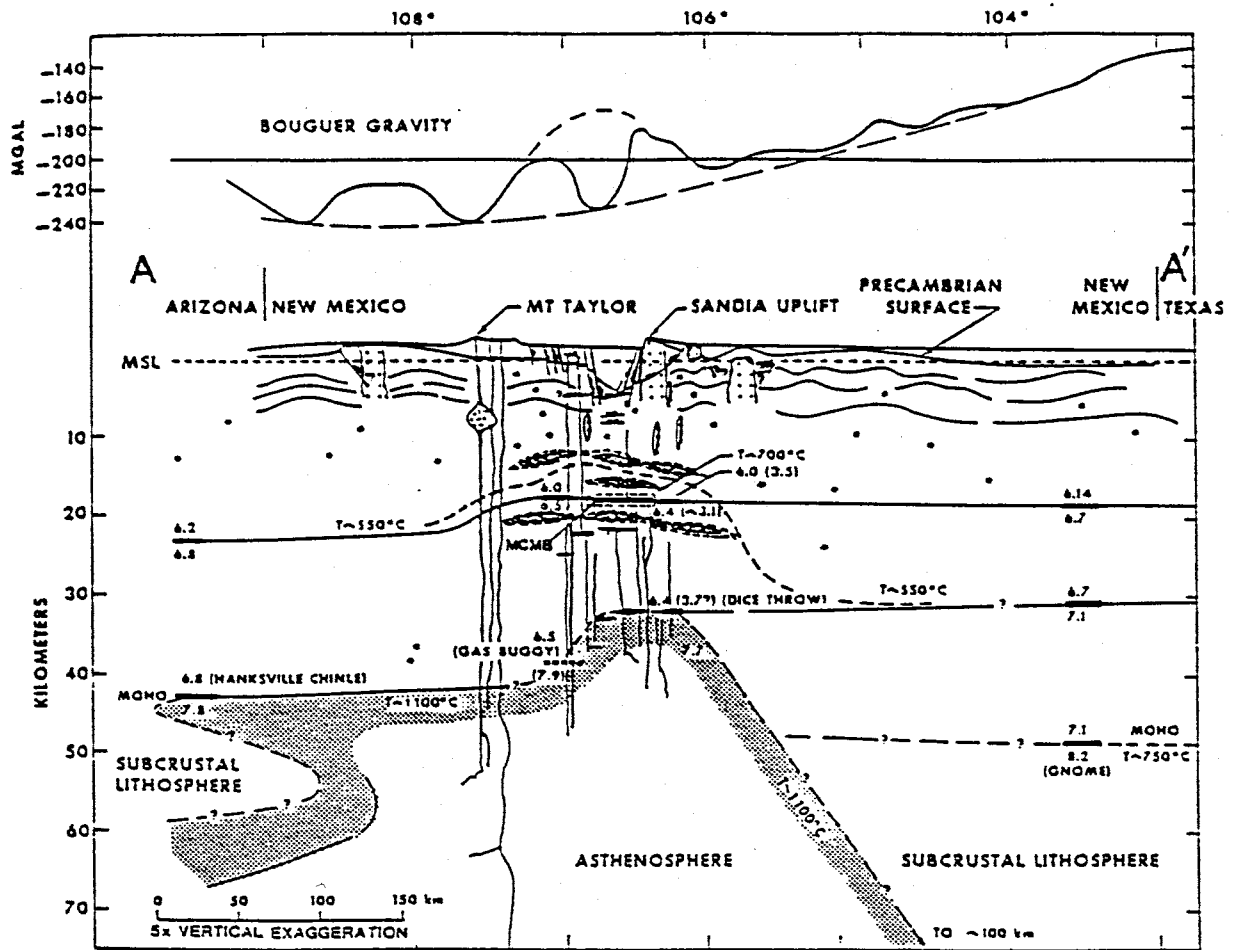 108° 106° 104°
-140
-160
-180
-200
-220
-240
MGAL
BOUGUER GRAVITY
A A'
ARIZONA NEW MEXICO
MT TAYLOR
SANDIA UPLIFT
PRECAMBRIAN
SURFACE
NEW
MEXICO TEXAS
MSL
10
20
30
40
50
60
70
KILOMETERS
T~700°C
6.0 (3.5)
6.0
6.5
6.4 (~3.1)
6.14
6.7
6.2
6.8
T~550°C
MCMB
T~550°C
6.7
7.1
6.4 (3.7?) (DICE THROW)
?
6.5
(GAS BUGGY)
(7.9)
7.7
MOHO
6.8 (HANKSVILLE CHINLE)
7.8
T~1100°C
?
7.1 MOHO
8.2 T~750°C
(GNOME)
? ?
SUBCRUSTAL
LITHOSPHERE
? ? ?
T~1100°C
? ?
ASTHENOSPHERE
SUBCRUSTAL LITHOSPHERE
0 50 100 150 km
5x VERTICAL EXAGGERATION
TO ~100 km